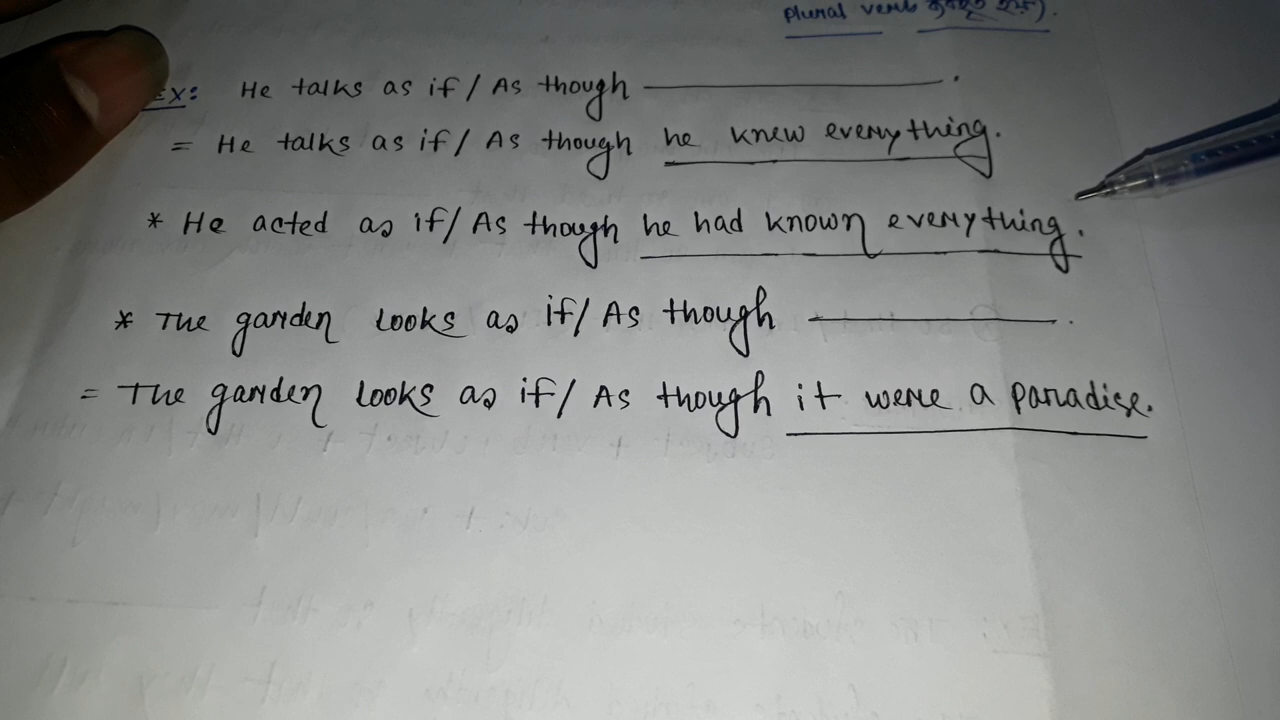 plural verb
Ex: He talks as if / As though ———.
= He talks as if / As though he knew everything.
* He acted as if / As though he had known everything.
* The garden looks as if / As though ———.
= The garden looks as if / As though it were a paradise.